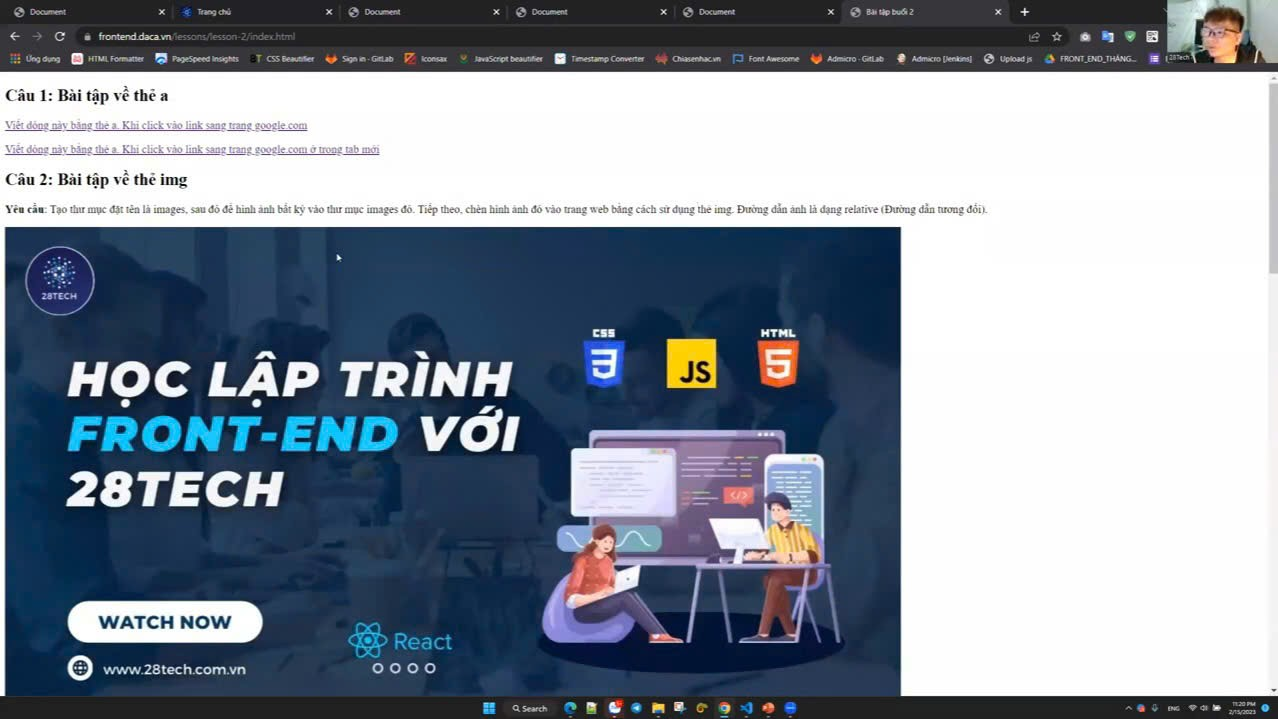 Document
Trang chủ
Document
Document
Document
Bài tập buổi 2
frontend.daca.vn/lessons/lesson-2/index.html
Ứng dụng
HTML Formatter
PageSpeed Insights
CSS Beautifier
Sign in · GitLab
Iconsax
JavaScript beautifier
Timestamp Converter
Chiasenhac.vn
Font Awesome
Admicro · GitLab
Admicro [Jenkins]
Upload js
FRONT_END_THÁNG...
28Tech
Câu 1: Bài tập về thẻ a
Viết dòng này bằng thẻ a. Khi click vào link sang trang google.com
Viết dòng này bằng thẻ a. Khi click vào link sang trang google.com ở trong tab mới
Câu 2: Bài tập về thẻ img
Yêu cầu: Tạo thư mục đặt tên là images, sau đó để hình ảnh bất kỳ vào thư mục images đó. Tiếp theo, chèn hình ảnh đó vào trang web bằng cách sử dụng thẻ img. Đường dẫn ảnh là dạng relative (Đường dẫn tương đối).
28TECH
CSS
JS
HTML
HỌC LẬP TRÌNH
FRONT-END VỚI
28TECH
WATCH NOW
React
www.28tech.com.vn
Search
ENG
11:20 PM
2/15/2023